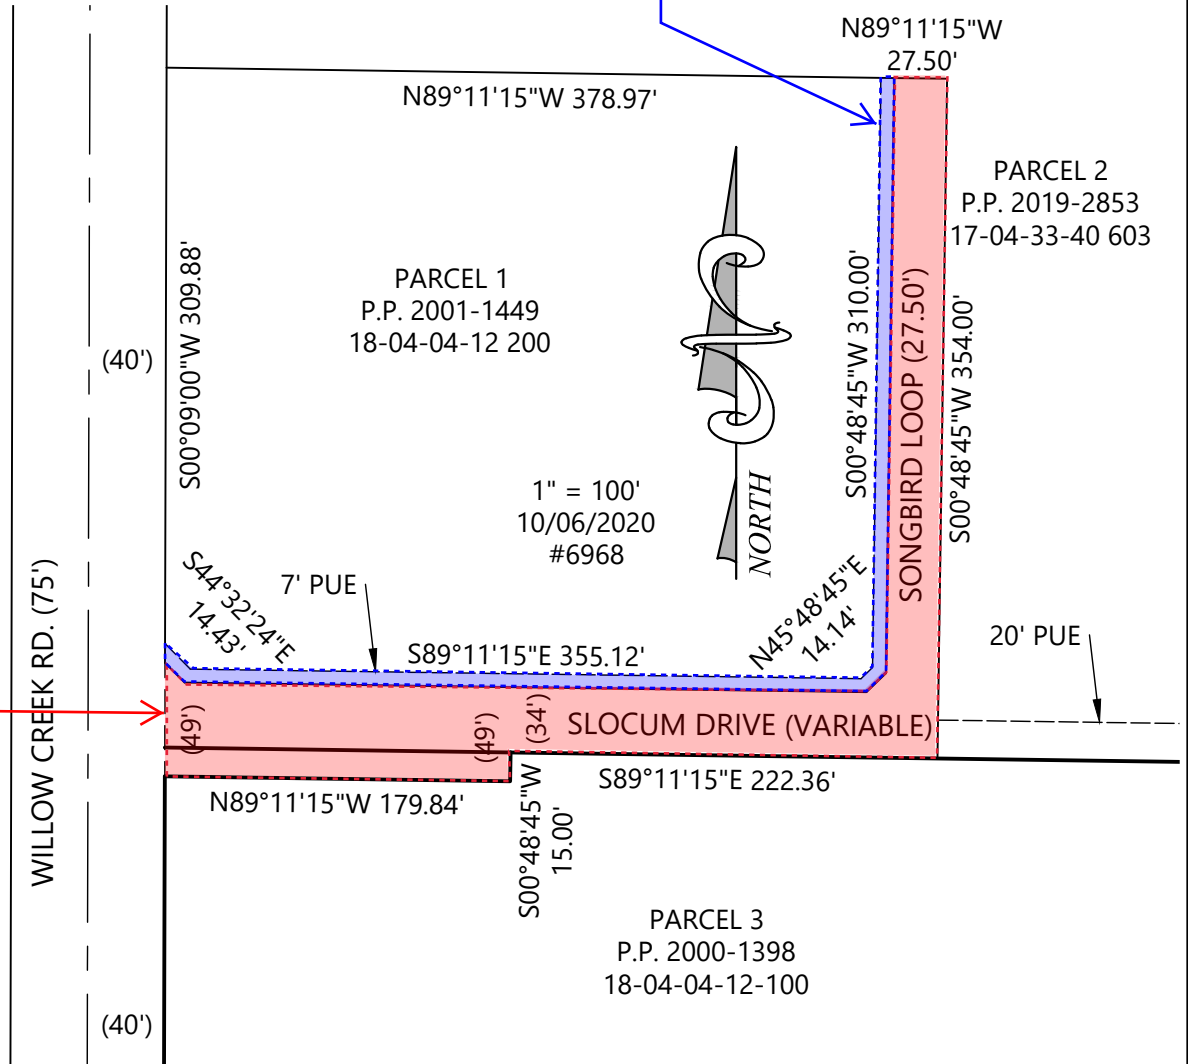 N89°11'15"W
27.50'
N89°11'15"W 378.97'
PARCEL 2
P.P. 2019-2853
17-04-33-40 603
S00°09'00"W 309.88'
PARCEL 1
P.P. 2001-1449
18-04-04-12 200
(40')
S00°48'45"W 310.00'
SONGBIRD LOOP (27.50')
S00°48'45"W 354.00'
1" = 100'
10/06/2020
#6968
NORTH
WILLOW CREEK RD. (75')
S44°32'24"E
14.43'
7' PUE
S89°11'15"E 355.12'
N45°48'45"E
14.14'
20' PUE
(49')
(49')
(34')
SLOCUM DRIVE (VARIABLE)
N89°11'15"W 179.84'
S00°48'45"W
15.00'
S89°11'15"E 222.36'
PARCEL 3
P.P. 2000-1398
18-04-04-12-100
(40')